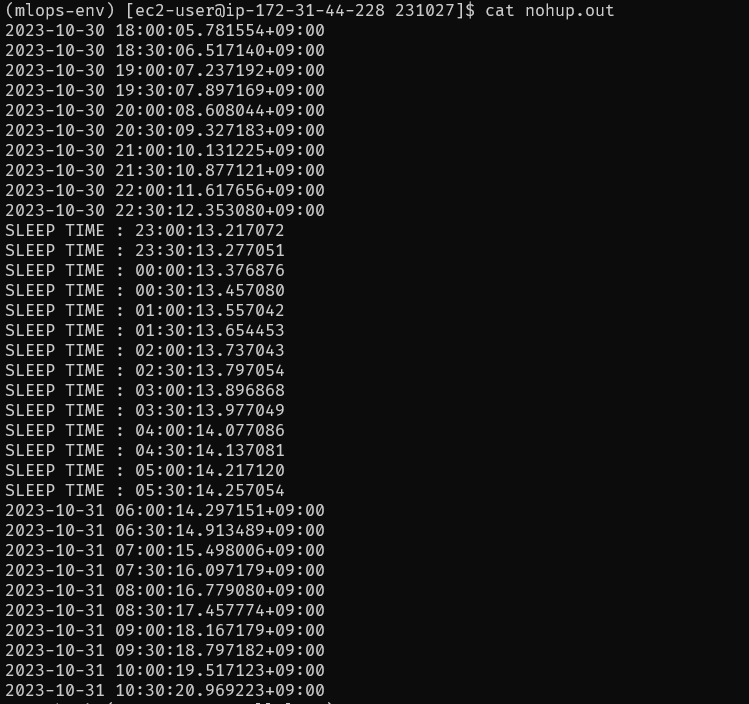 (mlops-env) [ec2-user@ip-172-31-44-228 231027]$ cat nohup.out
2023-10-30 18:00:05.781554+09:00
2023-10-30 18:30:06.517140+09:00
2023-10-30 19:00:07.237192+09:00
2023-10-30 19:30:07.897169+09:00
2023-10-30 20:00:08.608044+09:00
2023-10-30 20:30:09.327183+09:00
2023-10-30 21:00:10.131225+09:00
2023-10-30 21:30:10.877121+09:00
2023-10-30 22:00:11.617656+09:00
2023-10-30 22:30:12.353080+09:00
SLEEP TIME : 23:00:13.217072
SLEEP TIME : 23:30:13.277051
SLEEP TIME : 00:00:13.376876
SLEEP TIME : 00:30:13.457080
SLEEP TIME : 01:00:13.557042
SLEEP TIME : 01:30:13.654453
SLEEP TIME : 02:00:13.737043
SLEEP TIME : 02:30:13.797054
SLEEP TIME : 03:00:13.896868
SLEEP TIME : 03:30:13.977049
SLEEP TIME : 04:00:14.077086
SLEEP TIME : 04:30:14.137081
SLEEP TIME : 05:00:14.217120
SLEEP TIME : 05:30:14.257054
2023-10-31 06:00:14.297151+09:00
2023-10-31 06:30:14.913489+09:00
2023-10-31 07:00:15.498006+09:00
2023-10-31 07:30:16.097179+09:00
2023-10-31 08:00:16.779080+09:00
2023-10-31 08:30:17.457774+09:00
2023-10-31 09:00:18.167179+09:00
2023-10-31 09:30:18.797182+09:00
2023-10-31 10:00:19.517123+09:00
2023-10-31 10:30:20.969223+09:00